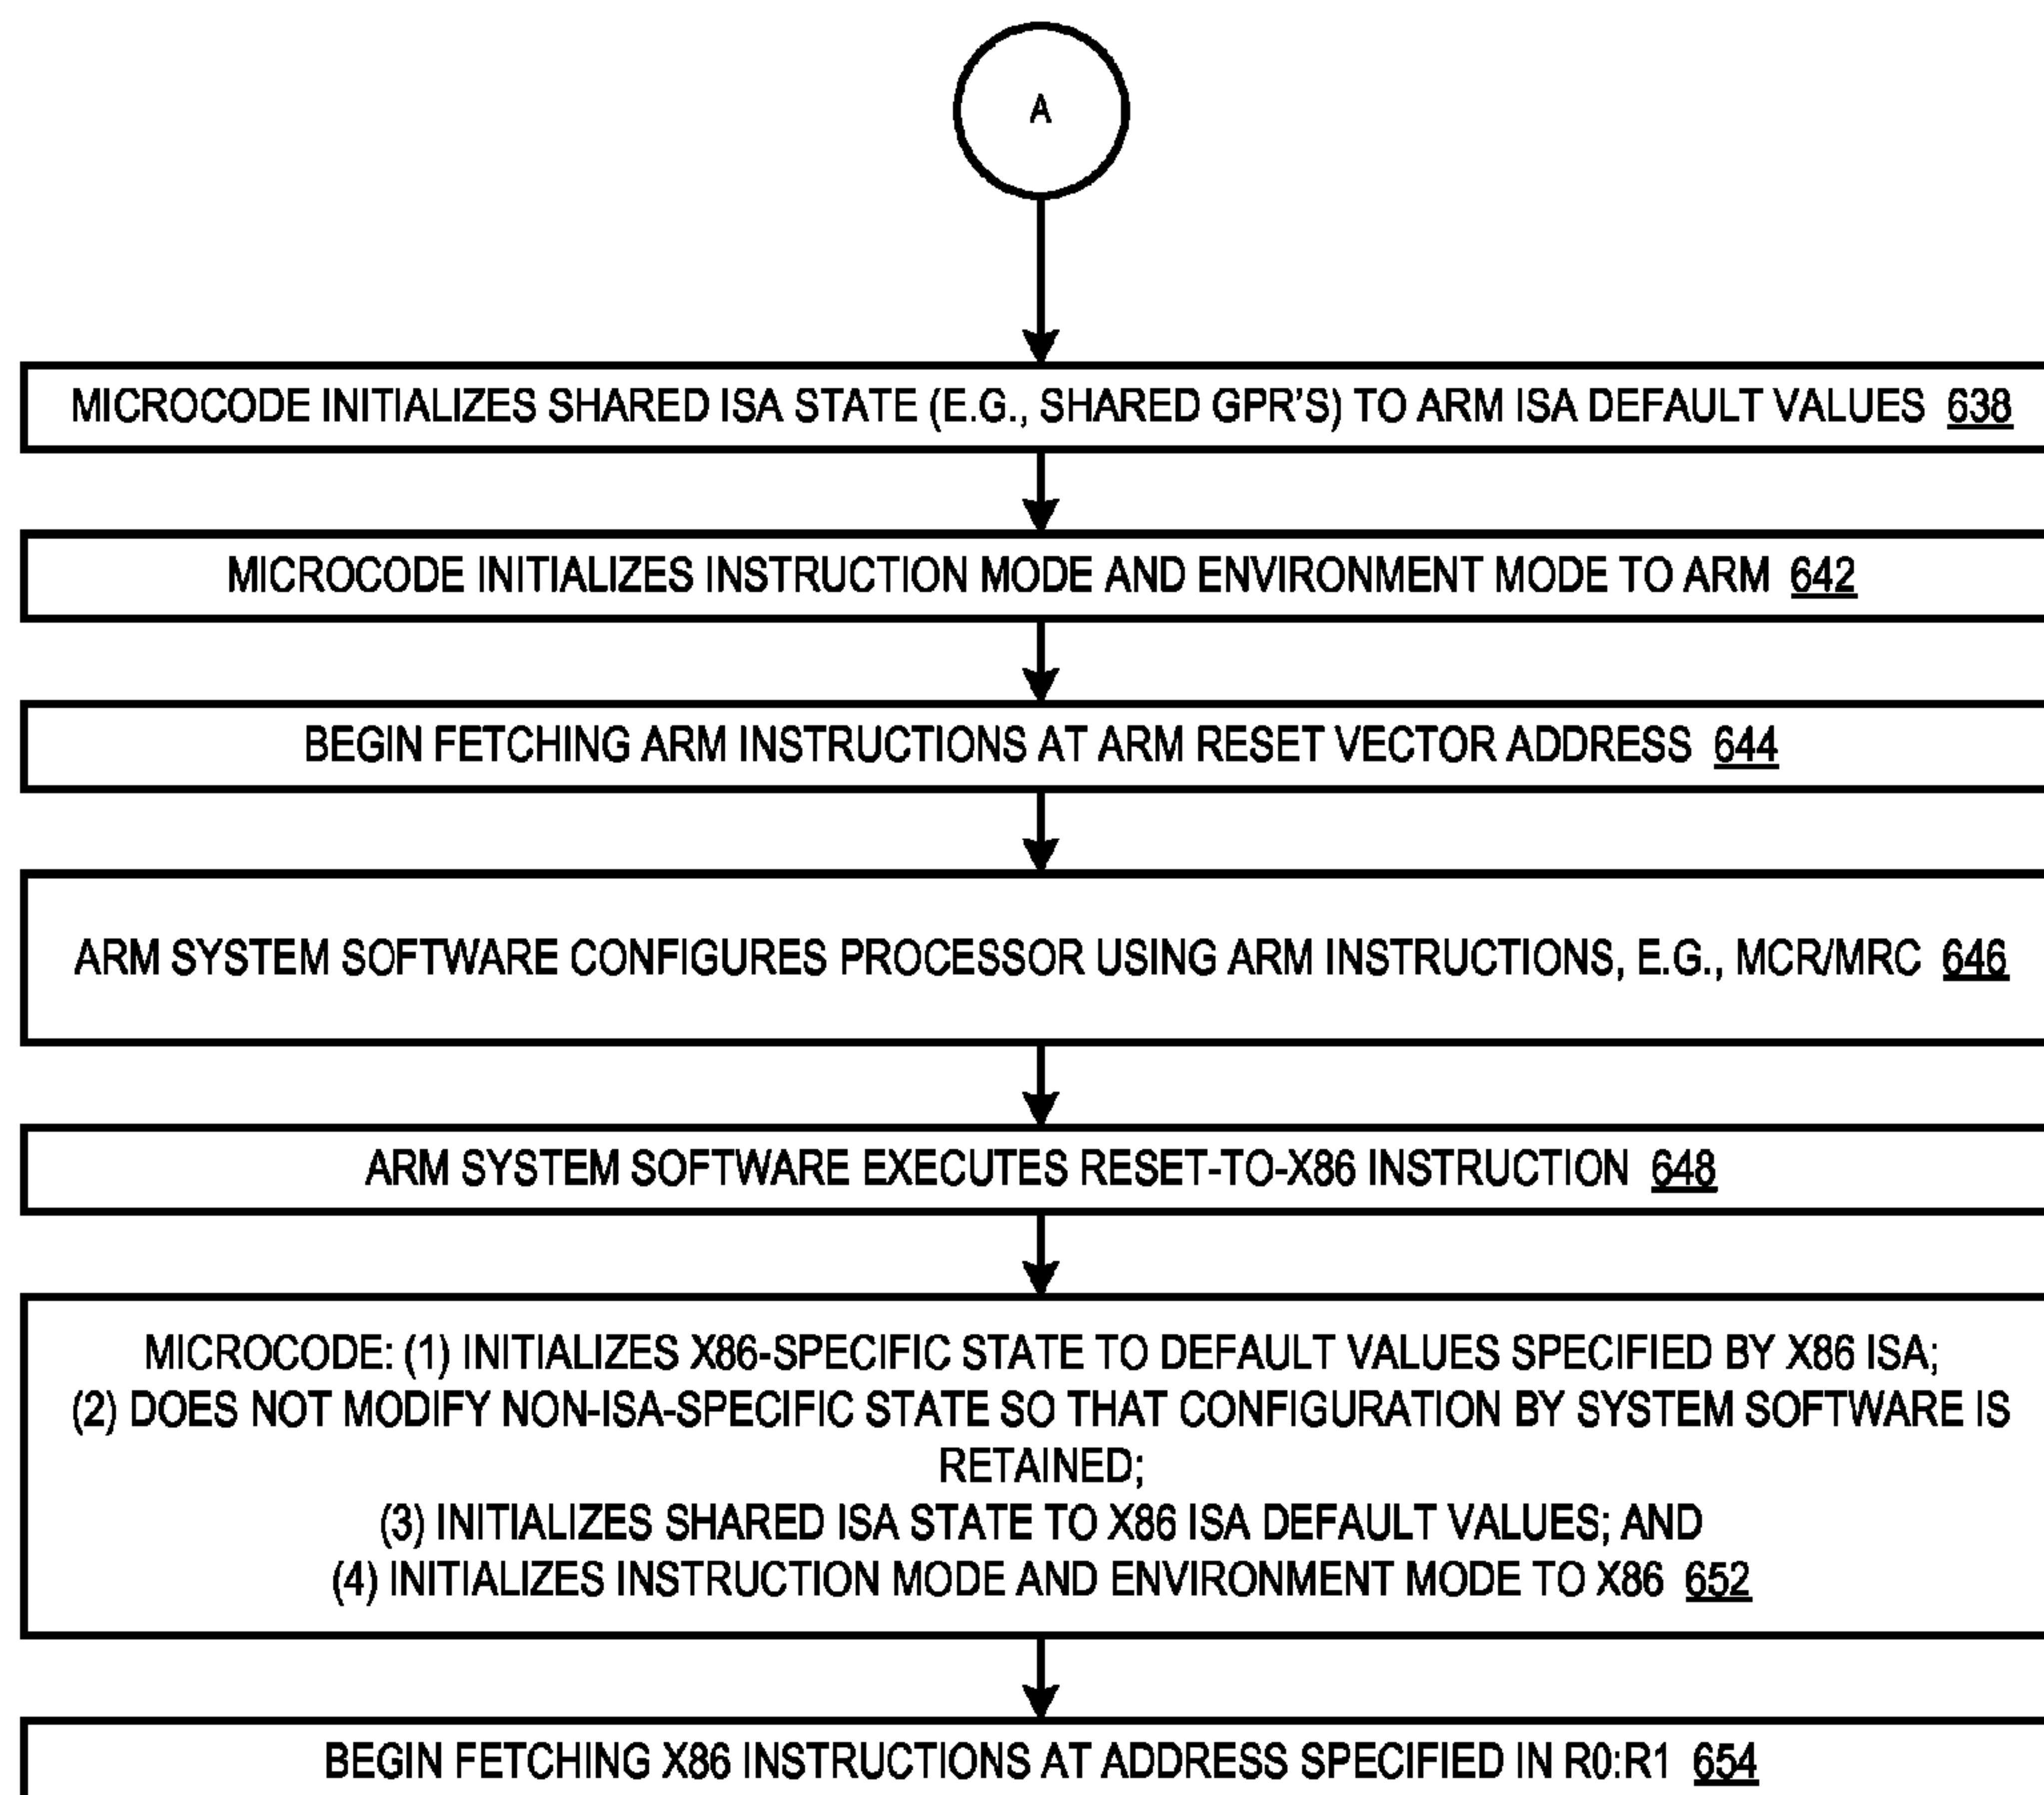 A
MICROCODE INITIALIZES SHARED ISA STATE (E.G., SHARED GPR'S) TO ARM ISA DEFAULT VALUES 638
MICROCODE INITIALIZES INSTRUCTION MODE AND ENVIRONMENT MODE TO ARM 642
BEGIN FETCHING ARM INSTRUCTIONS AT ARM RESET VECTOR ADDRESS 644
ARM SYSTEM SOFTWARE CONFIGURES PROCESSOR USING ARM INSTRUCTIONS, E.G., MCR/MRC 646
ARM SYSTEM SOFTWARE EXECUTES RESET-TO-X86 INSTRUCTION 648
MICROCODE: (1) INITIALIZES X86-SPECIFIC STATE TO DEFAULT VALUES SPECIFIED BY X86 ISA;
(2) DOES NOT MODIFY NON-ISA-SPECIFIC STATE SO THAT CONFIGURATION BY SYSTEM SOFTWARE IS
RETAINED;
(3) INITIALIZES SHARED ISA STATE TO X86 ISA DEFAULT VALUES; AND
(4) INITIALIZES INSTRUCTION MODE AND ENVIRONMENT MODE TO X86 652
BEGIN FETCHING X86 INSTRUCTIONS AT ADDRESS SPECIFIED IN R0:R1 654